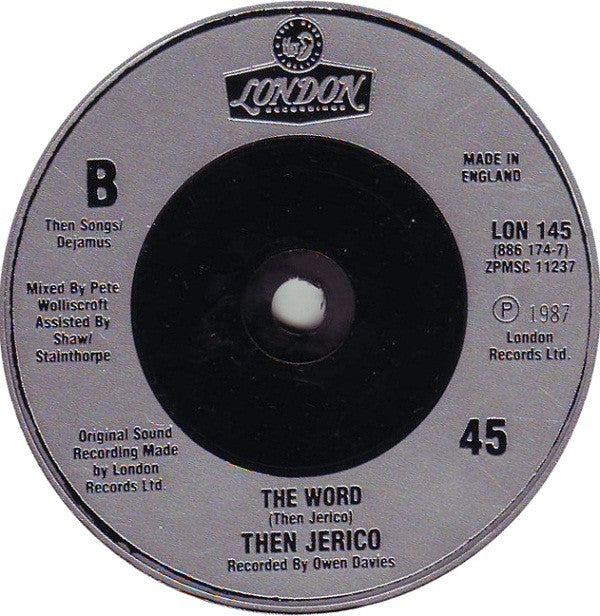 LONDON
RECORDINGS
B
Then Songs/
Dejamus
Mixed By Pete
Wolliscroft
Assisted By
Shaw/
Stainthorpe
Original Sound
Recording Made
by London
Records Ltd.
MADE IN
ENGLAND
LON 145
(886 174-7)
ZPMSC 11237
Ⓟ 1987
London
Records Ltd.
45
THE WORD
(Then Jerico)
THEN JERICO
Recorded By Owen Davies